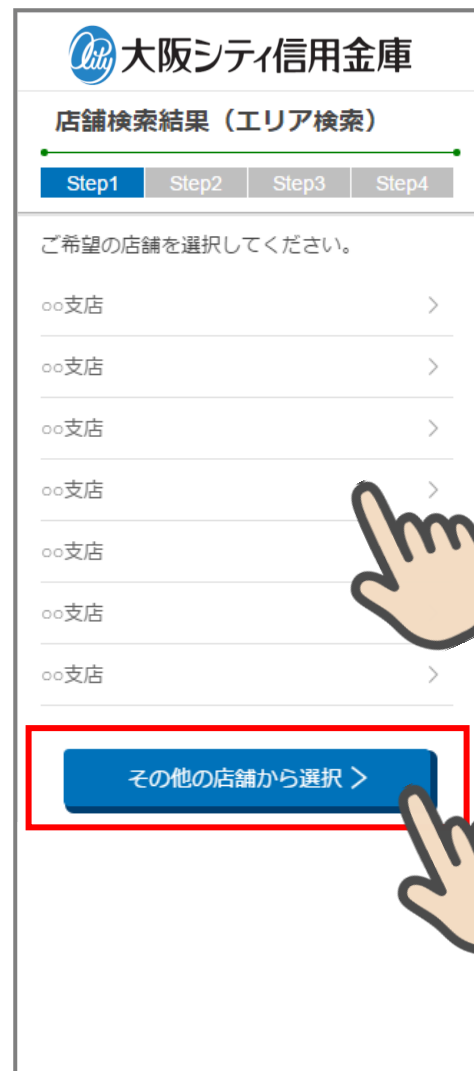 City 大阪シティ信用金庫
店舗検索結果（エリア検索）
Step1 Step2 Step3 Step4
ご希望の店舗を選択してください。
○○支店
○○支店
○○支店
○○支店
○○支店
○○支店
○○支店
その他の店舗から選択 >